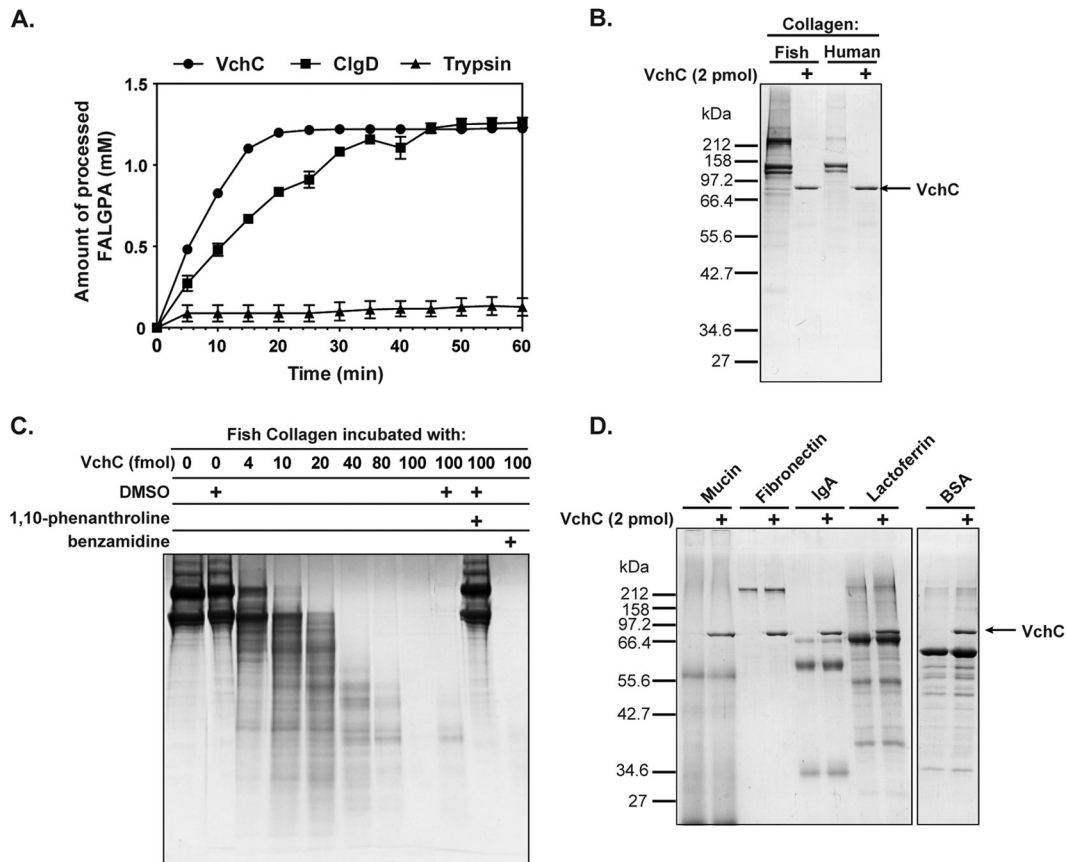 A.
VchC ClgD Trypsin
Amount of processed
FALGPA (mM)
1.5
1.0
0.5
0
0 10 20 30 40 50 60
Time (min)
B.
Collagen:
Fish Human
VchC (2 pmol) + +
kDa
212
158
97.2
66.4
55.6
42.7
34.6
27
VchC
C.
Fish Collagen incubated with:
VchC (fmol) 0 0 4 10 20 40 80 100 100 100 100
DMSO + + +
1,10-phenanthroline +
benzamidine +
D.
Mucin Fibronectin IgA Lactoferrin BSA
VchC (2 pmol) + + + + +
kDa
212
158
97.2
66.4
55.6
42.7
34.6
27
VchC